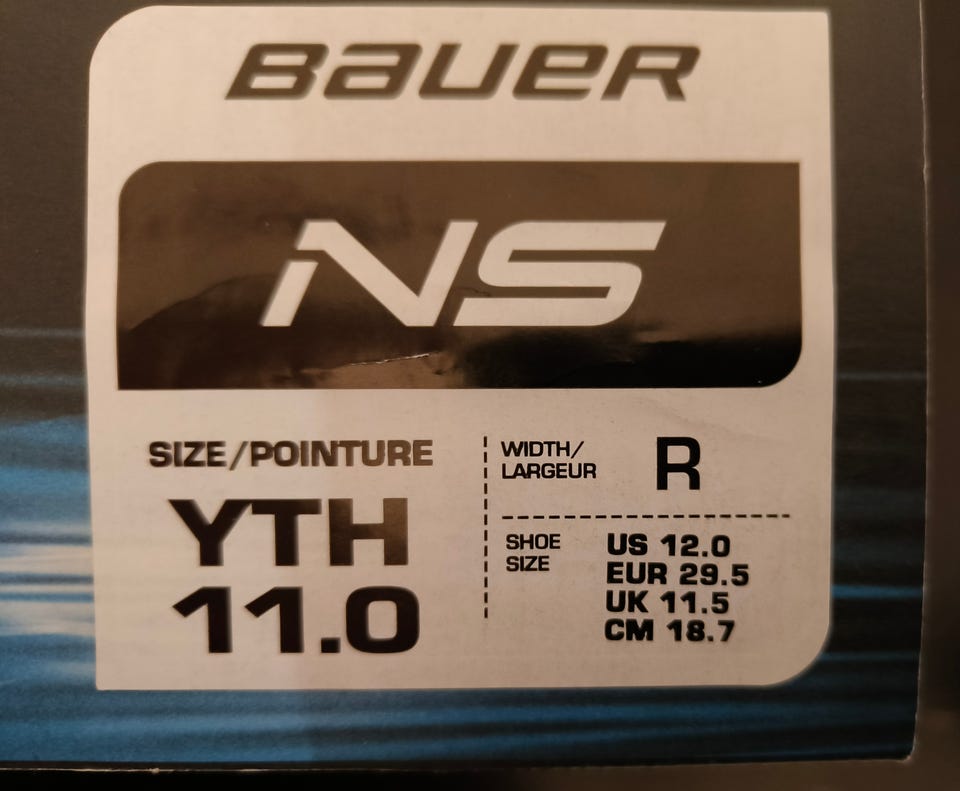 BAUER
NS
SIZE/POINTURE
YTH
11.0
WIDTH/
LARGEUR
R
SHOE
SIZE
US 12.0
EUR 29.5
UK 11.5
CM 18.7